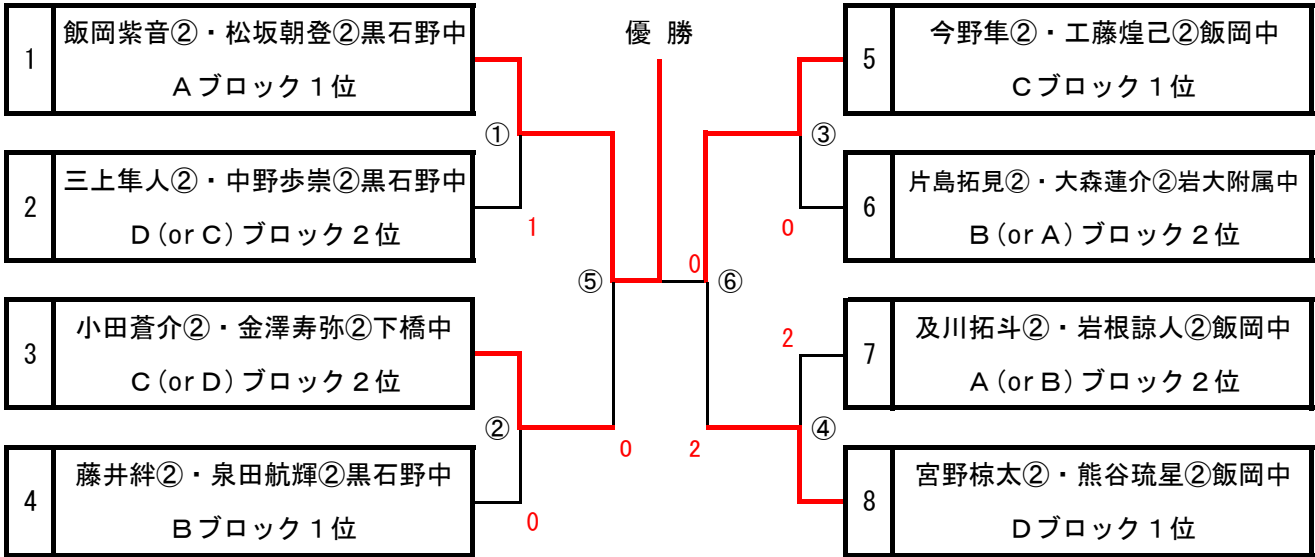 優 勝
1
飯岡紫音②・松坂朝登②黒石野中
Aブロック1位
①
2
三上隼人②・中野歩崇②黒石野中
D(or C)ブロック2位
1
⑤
3
小田蒼介②・金澤寿弥②下橋中
C(or D)ブロック2位
②
0
4
藤井絆②・泉田航輝②黒石野中
Bブロック1位
0
5
今野隼②・工藤煌己②飯岡中
Cブロック1位
③
6
片島拓見②・大森蓮介②岩大附属中
B(or A)ブロック2位
0
0
⑥
7
及川拓斗②・岩根諒人②飯岡中
A(or B)ブロック2位
2
④
2
8
宮野椋太②・熊谷琉星②飯岡中
Dブロック1位